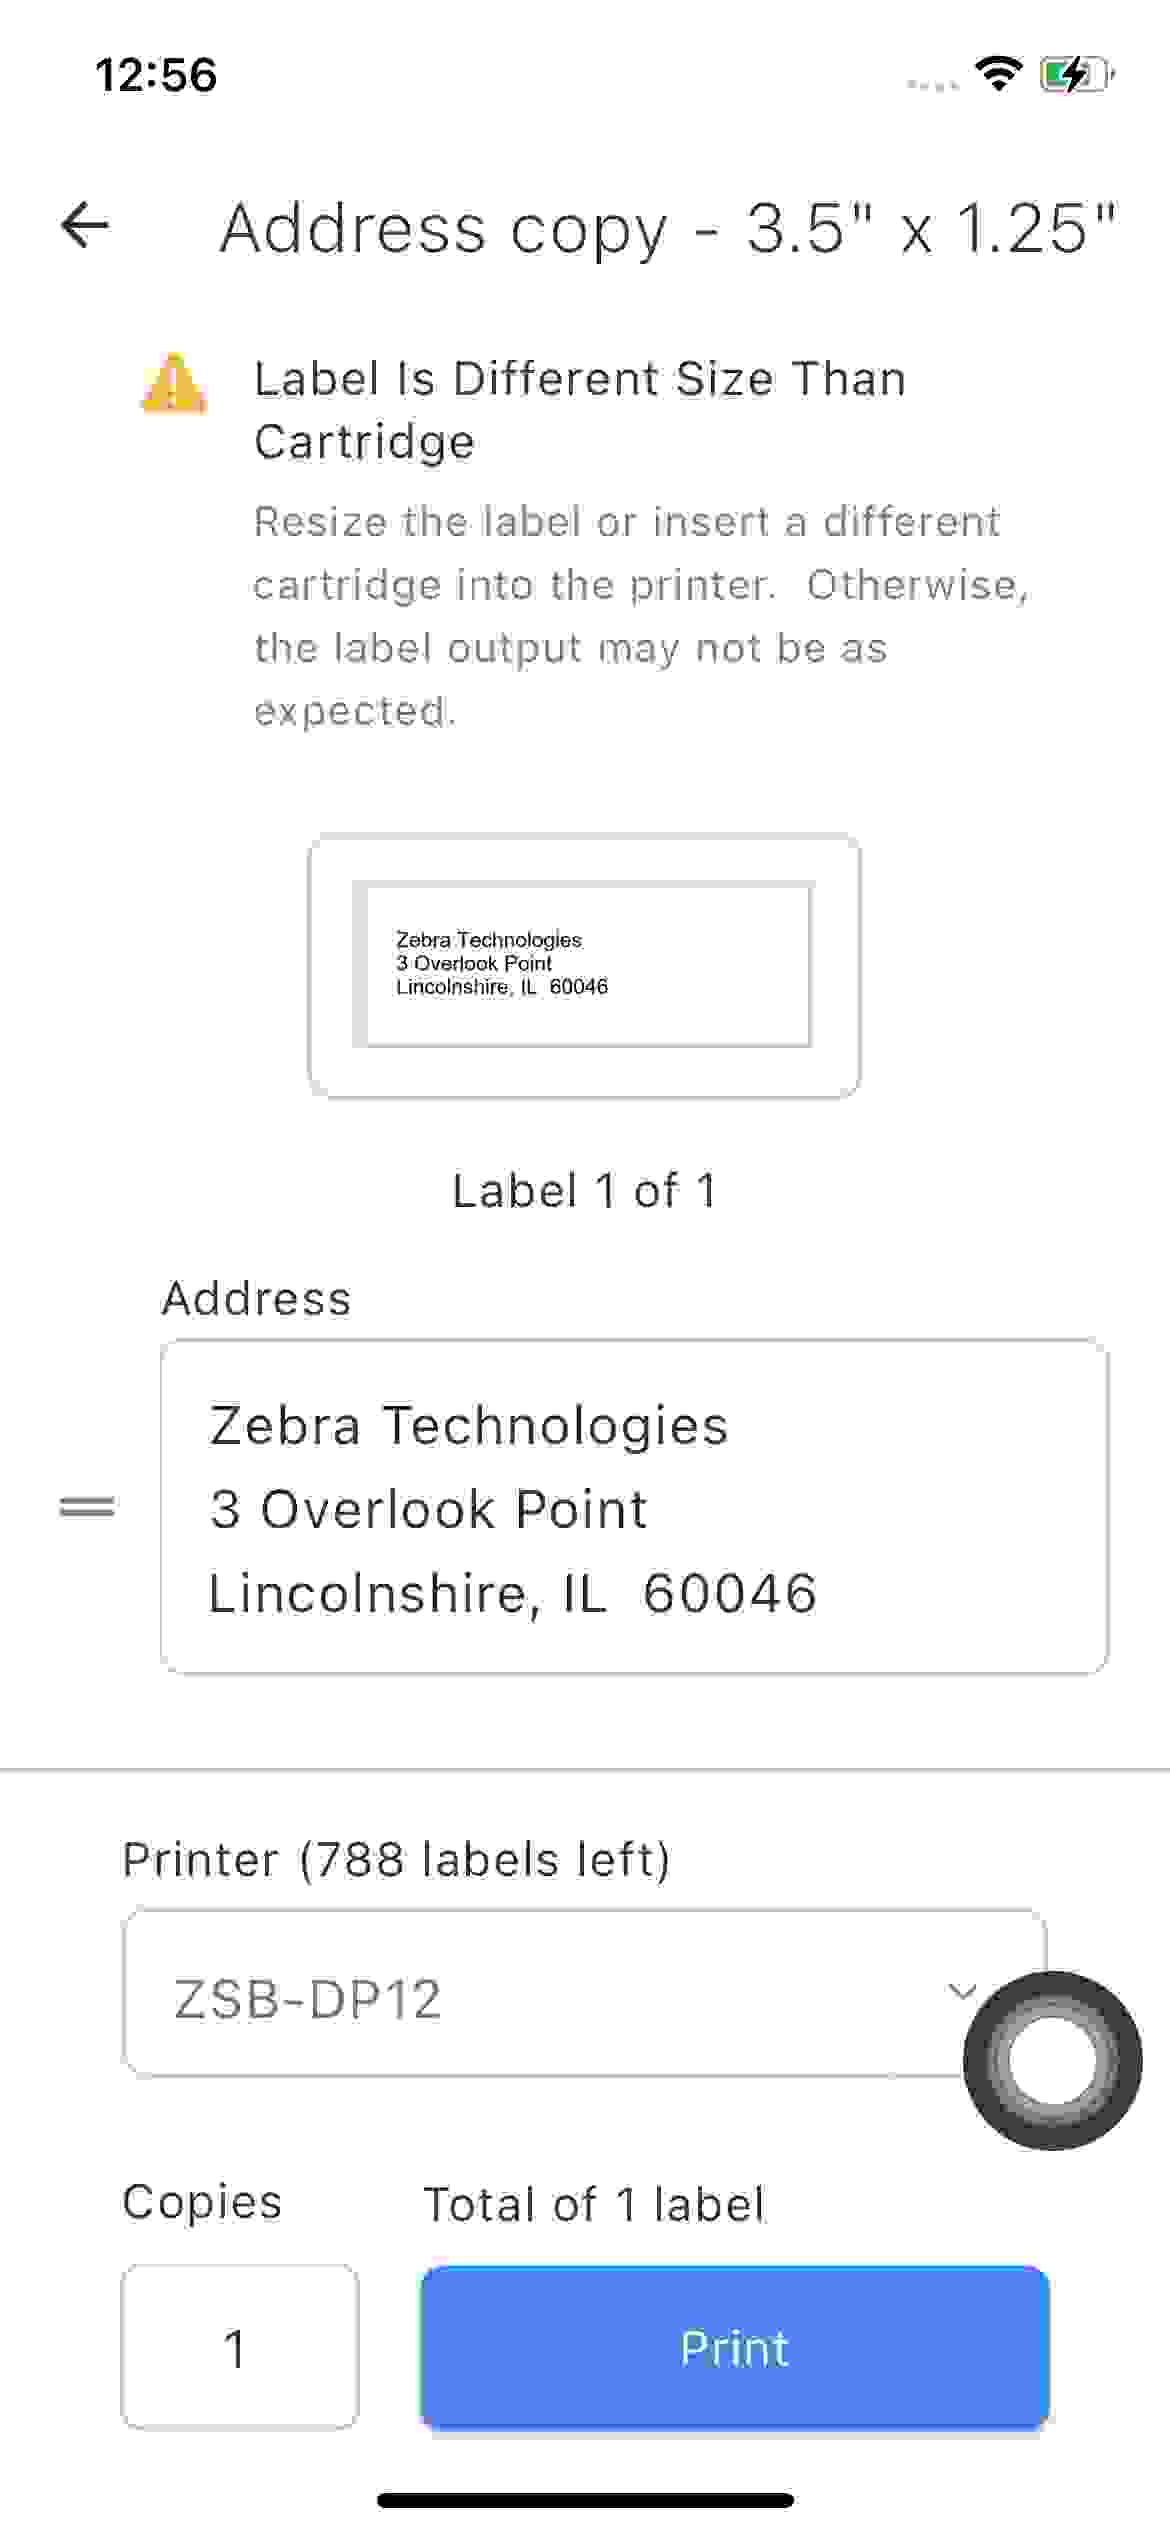 12:56
Address copy - 3.5" x 1.25"
Label Is Different Size Than
Cartridge
Resize the label or insert a different
cartridge into the printer.  Otherwise,
the label output may not be as
expected.
Zebra Technologies
3 Overlook Point
Lincolnshire, IL  60046
Label 1 of 1
Address
Zebra Technologies
3 Overlook Point
Lincolnshire, IL  60046
Printer (788 labels left)
ZSB-DP12
Copies
Total of 1 label
1
Print